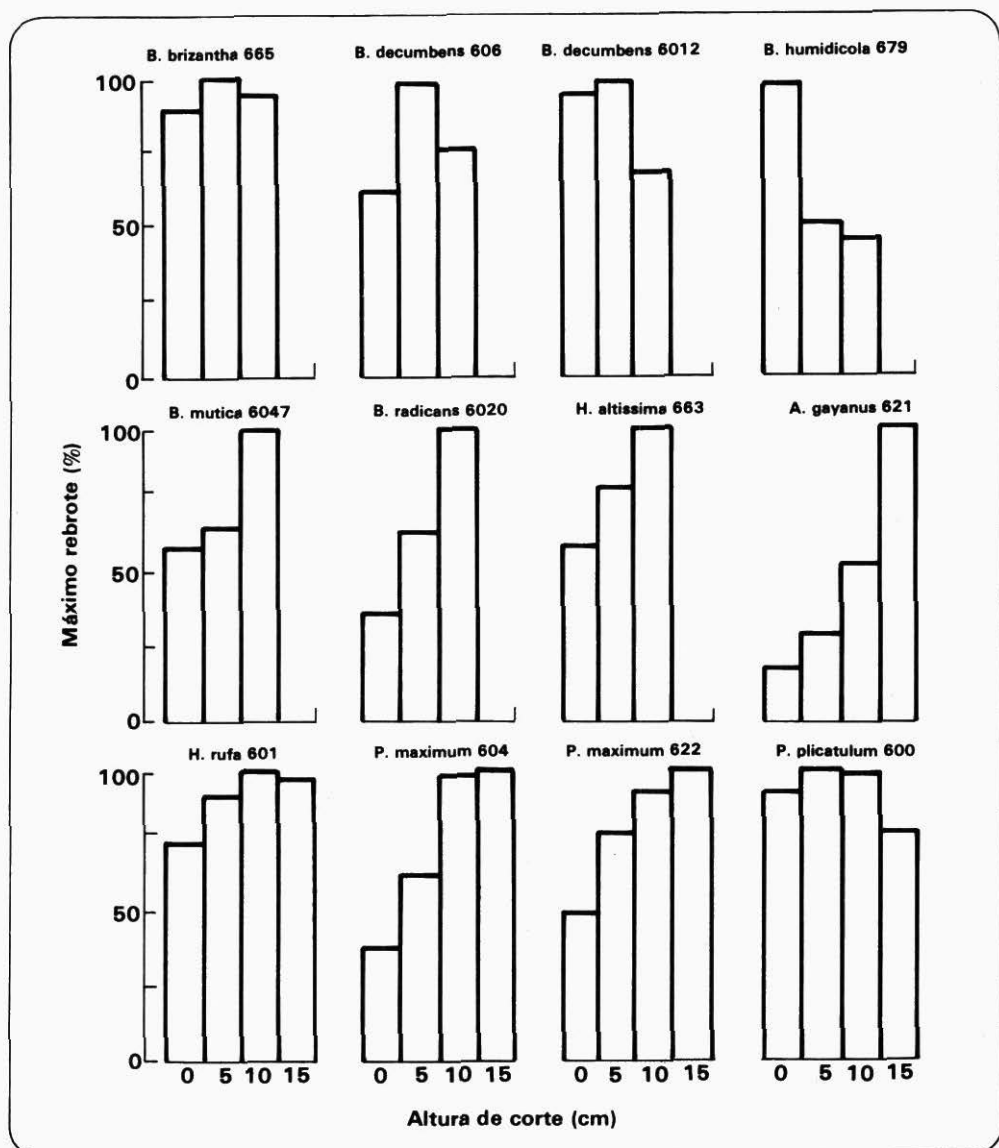 B. brizantha 665
B. decumbens 606
B. decumbens 6012
B. humidicola 679
100
50
0
B. mutica 6047
B. radicans 6020
H. altissima 663
A. gayanus 621
100
50
0
Máximo rebrote (%)
H. rufa 601
P. maximum 604
P. maximum 622
P. plicatulum 600
100
50
0
0 5 10 15
0 5 10 15
0 5 10 15
0 5 10 15
Altura de corte (cm)